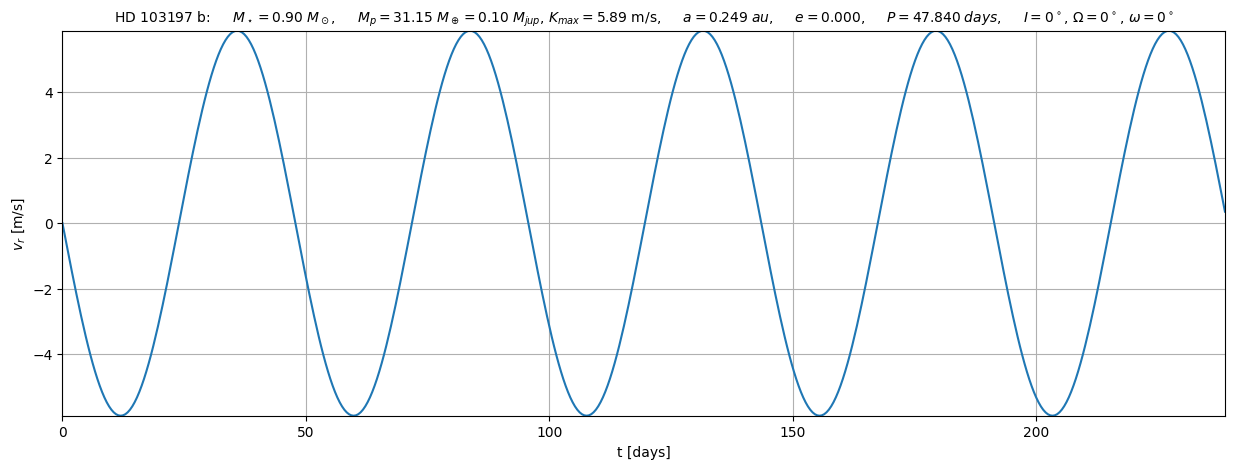 HD 103197 b: M⋆ = 0.90 M⊙, Mp = 31.15 M⊕ = 0.10 Mjup, Kmax = 5.89 m/s, a = 0.249 au, e = 0.000, P = 47.840 days, I = 0°, Ω = 0°, ω = 0°
4
2
0
−2
−4
vr [m/s]
0 50 100 150 200
t [days]